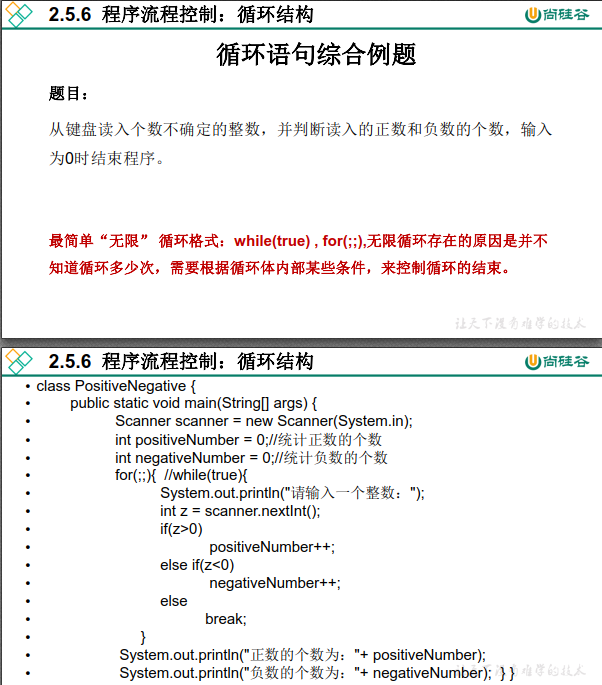 2.5.6 程序流程控制：循环结构
尚硅谷
循环语句综合例题
题目：
从键盘读入个数不确定的整数，并判断读入的正数和负数的个数，输入
为0时结束程序。
最简单“无限” 循环格式：while(true) , for(;;),无限循环存在的原因是并不
知道循环多少次，需要根据循环体内部某些条件，来控制循环的结束。
让天下没有难学的技术
2.5.6 程序流程控制：循环结构
尚硅谷
• class PositiveNegative {
• public static void main(String[] args) {
• Scanner scanner = new Scanner(System.in);
• int positiveNumber = 0;//统计正数的个数
• int negativeNumber = 0;//统计负数的个数
• for(;;){ //while(true){
• System.out.println("请输入一个整数：");
• int z = scanner.nextInt();
• if(z>0)
• positiveNumber++;
• else if(z<0)
• negativeNumber++;
• else
• break;
• }
• System.out.println("正数的个数为："+ positiveNumber);
• System.out.println("负数的个数为："+ negativeNumber); } }
让天下没有难学的技术